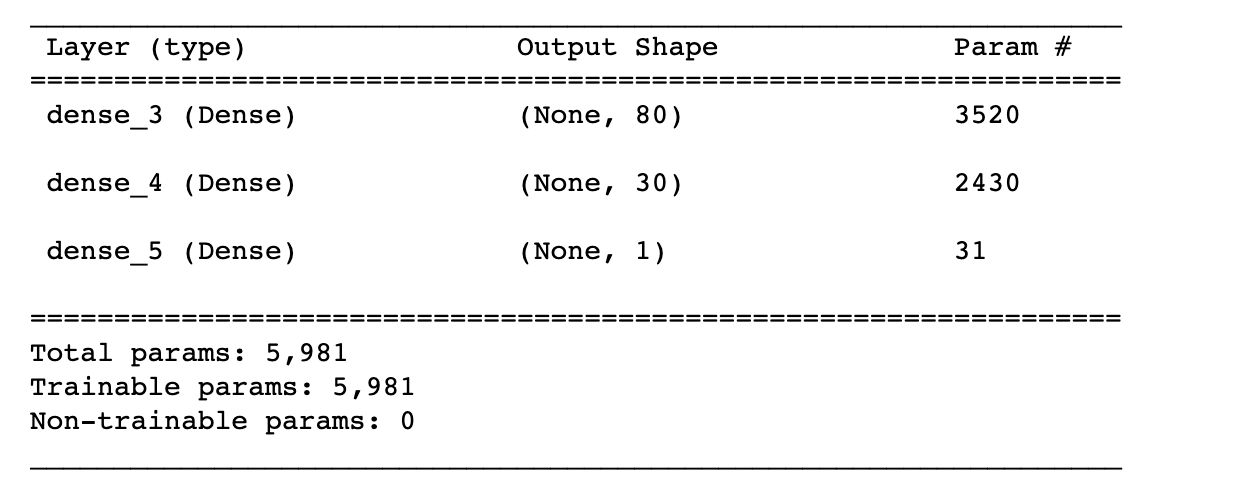 Layer (type) Output Shape Param #
=================================================================
dense_3 (Dense) (None, 80) 3520
dense_4 (Dense) (None, 30) 2430
dense_5 (Dense) (None, 1) 31
=================================================================
Total params: 5,981
Trainable params: 5,981
Non-trainable params: 0